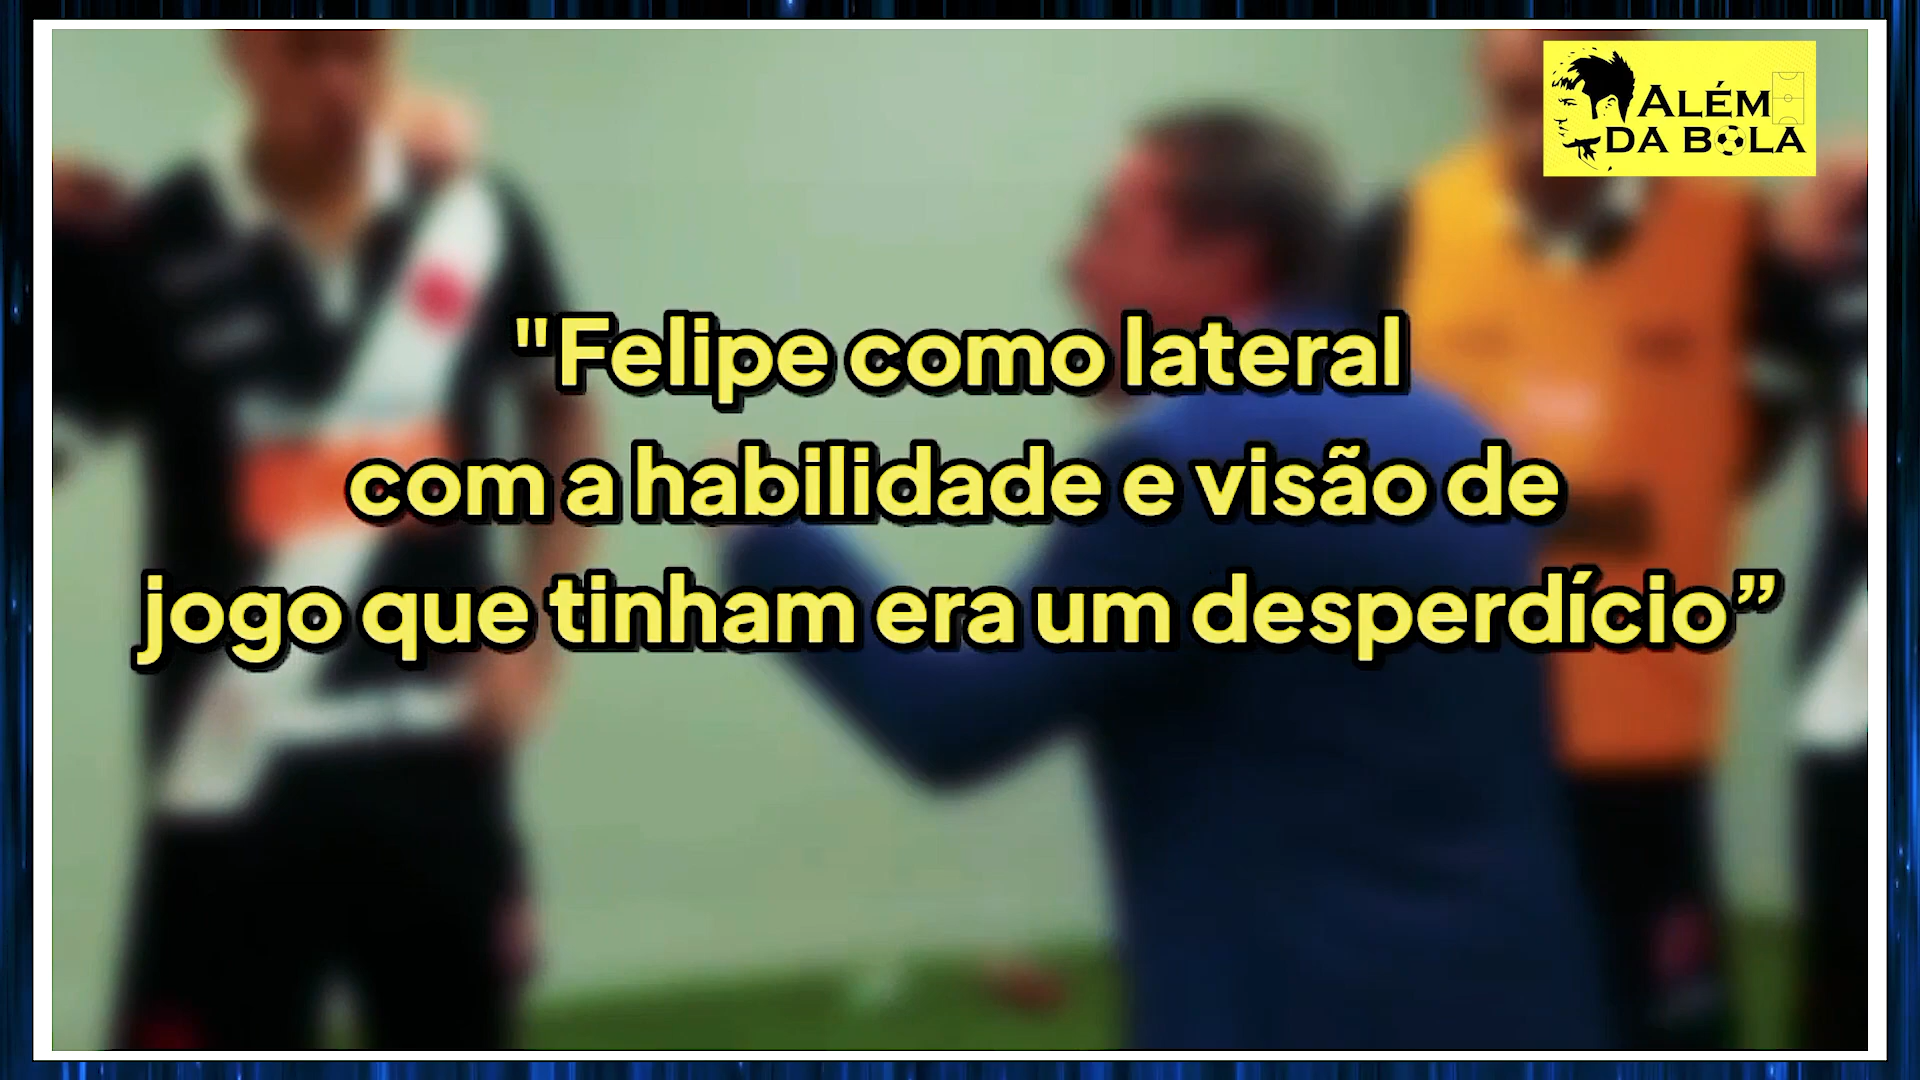 ALÉM
DA BOLA
"Felipe como lateral
com a habilidade e visão de
jogo que tinham era um desperdício”